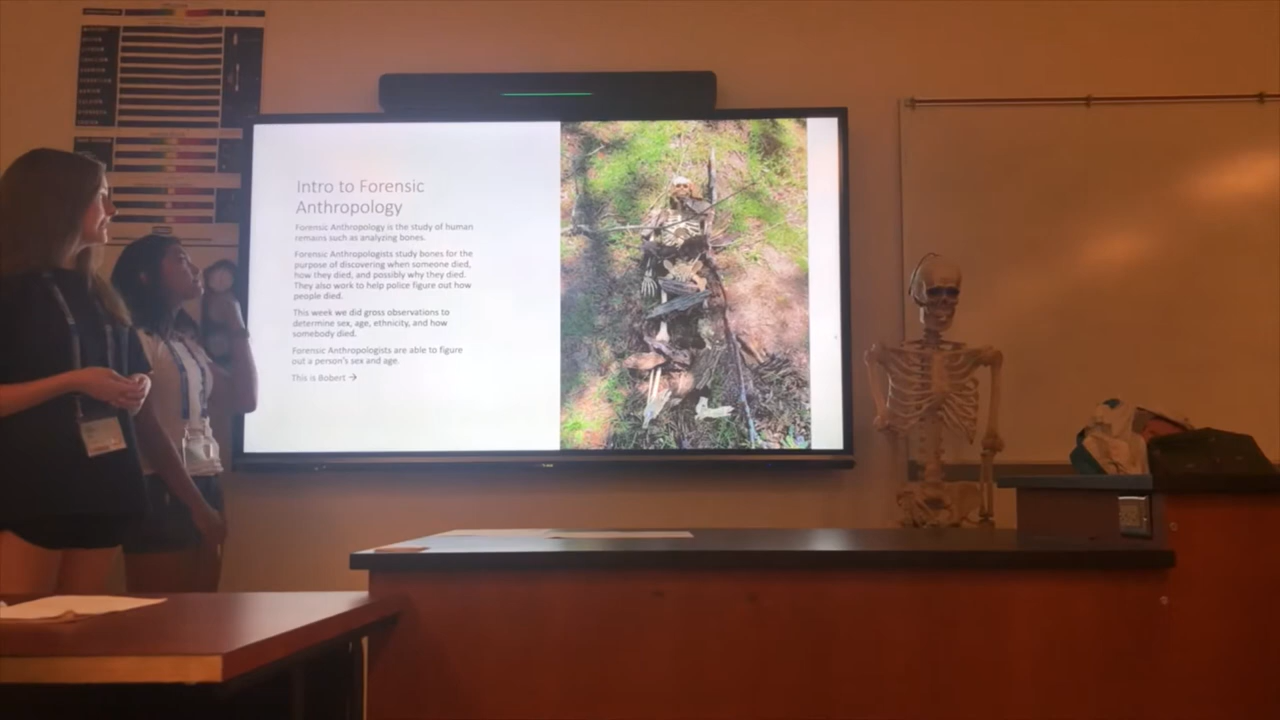 Intro to Forensic
Anthropology
Forensic Anthropology is the study of human
remains such as analyzing bones.
Forensic Anthropologists study bones for the
purpose of discovering when someone died,
how they died, and possibly why they died.
They also work to help police figure out how
people died.
This week we did gross observations to
determine sex, age, ethnicity, and how
somebody died.
Forensic Anthropologists are able to figure
out a person's sex and age.
This is Bobert →